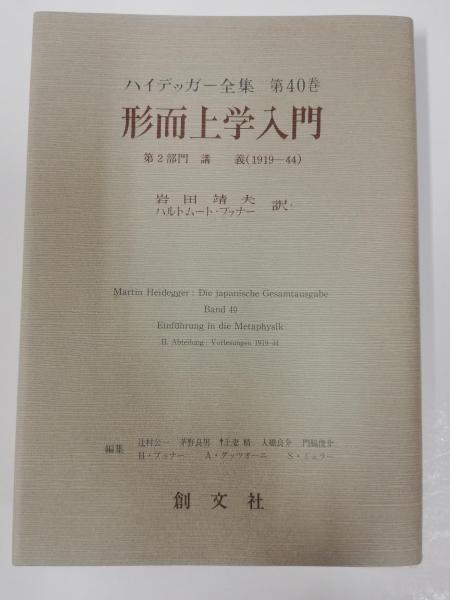 ハイデッガー全集 第40巻
形而上学入門
第2部門 講 義(1919―44)
岩田靖夫
ハルトムート・ブッナー 訳
Martin Heidegger : Die japanische Gesamtausgabe
Band 40
Einführung in die Metaphysik
II. Abteilung : Vorlesungen 1919-44
編集
辻村公一 茅野良男 上妻精 大橋良介 門脇俊介
H・ブッナー A・グッツオーニ S・ミュラー
創文社